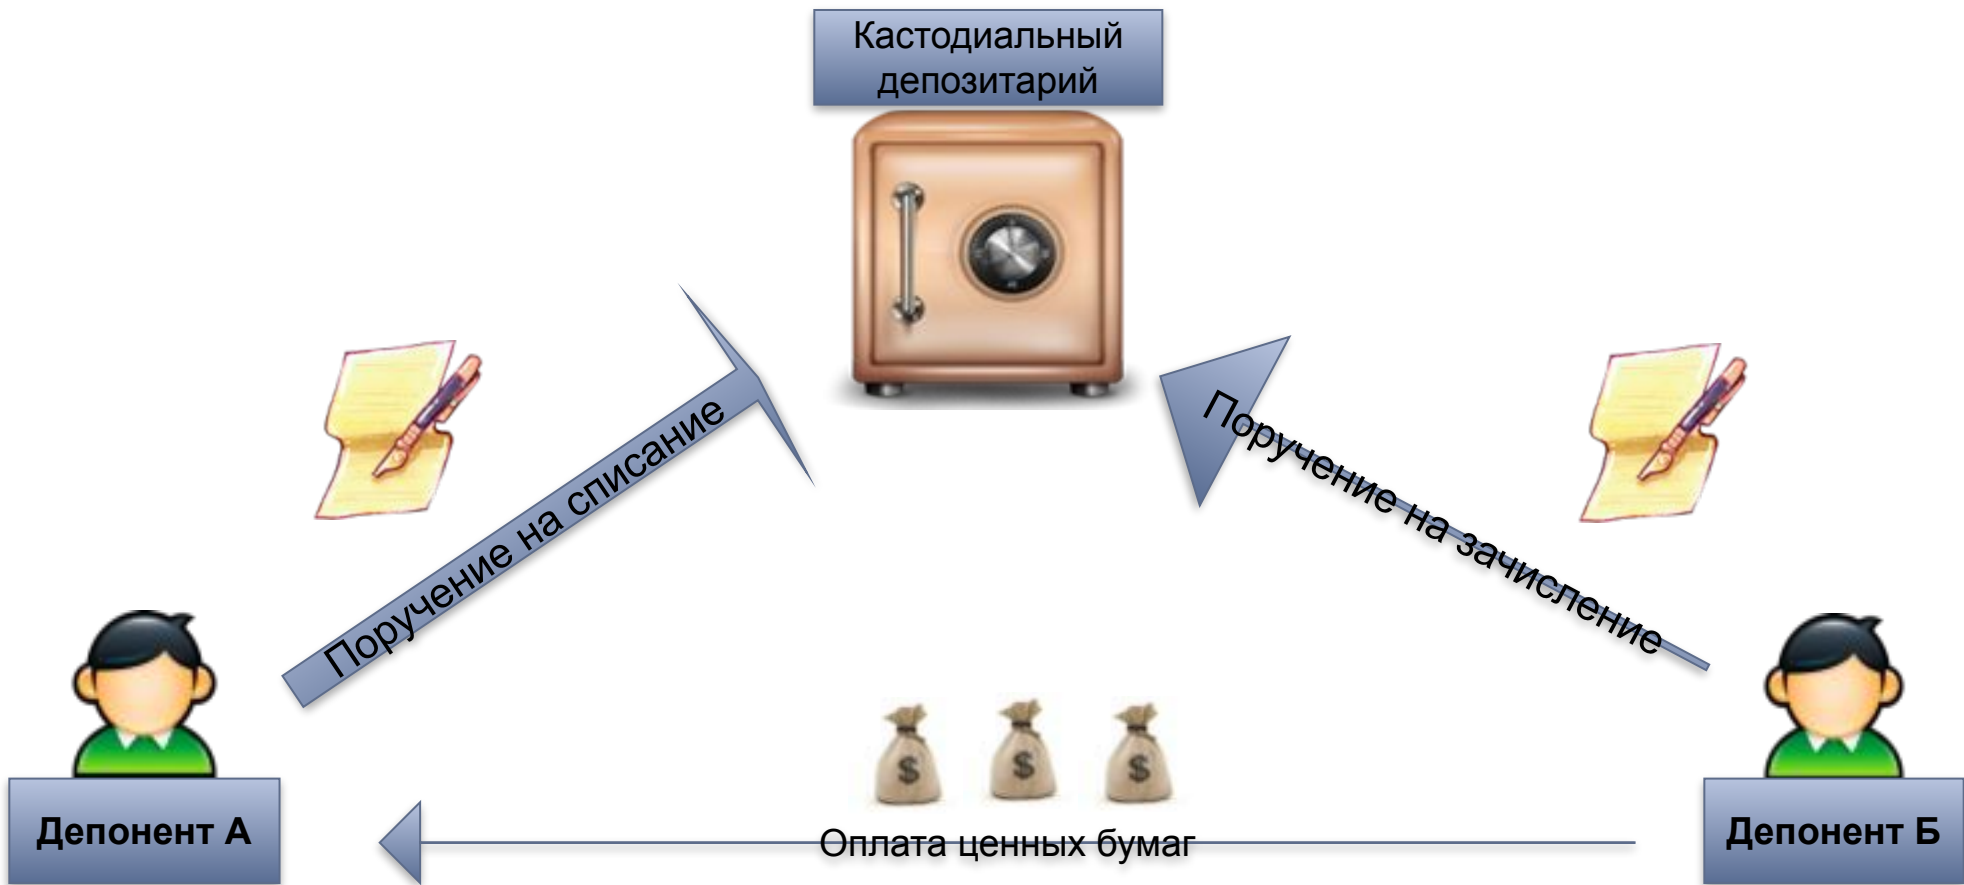 Кастодиальный
депозитарий
Поручение на списание
Поручение на зачисление
Депонент А
Оплата ценных бумаг
Депонент Б